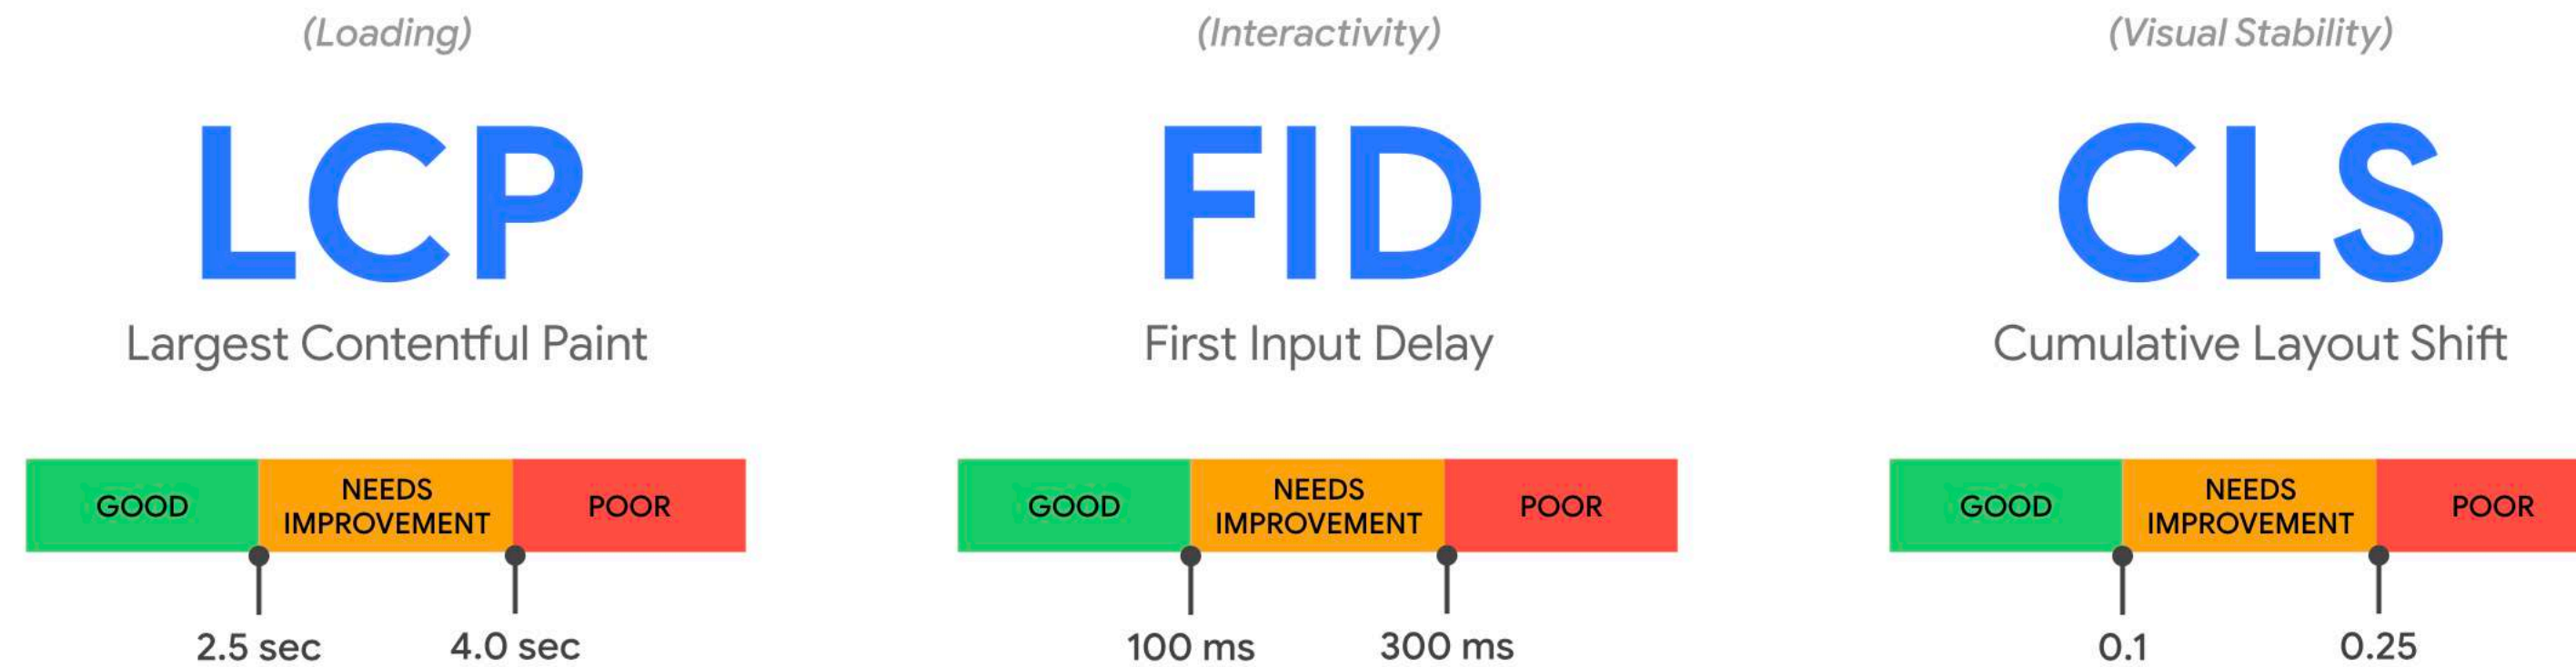 (Loading)
LCP
Largest Contentful Paint
GOOD
NEEDS
IMPROVEMENT
POOR
2.5 sec
4.0 sec
(Interactivity)
FID
First Input Delay
GOOD
NEEDS
IMPROVEMENT
POOR
100 ms
300 ms
(Visual Stability)
CLS
Cumulative Layout Shift
GOOD
NEEDS
IMPROVEMENT
POOR
0.1
0.25